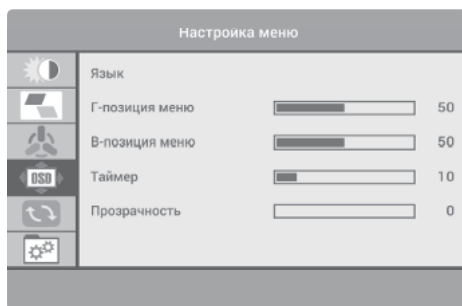 Настройка меню
Язык
Г-позиция меню 50
В-позиция меню 50
OSD
Таймер 10
Прозрачность 0